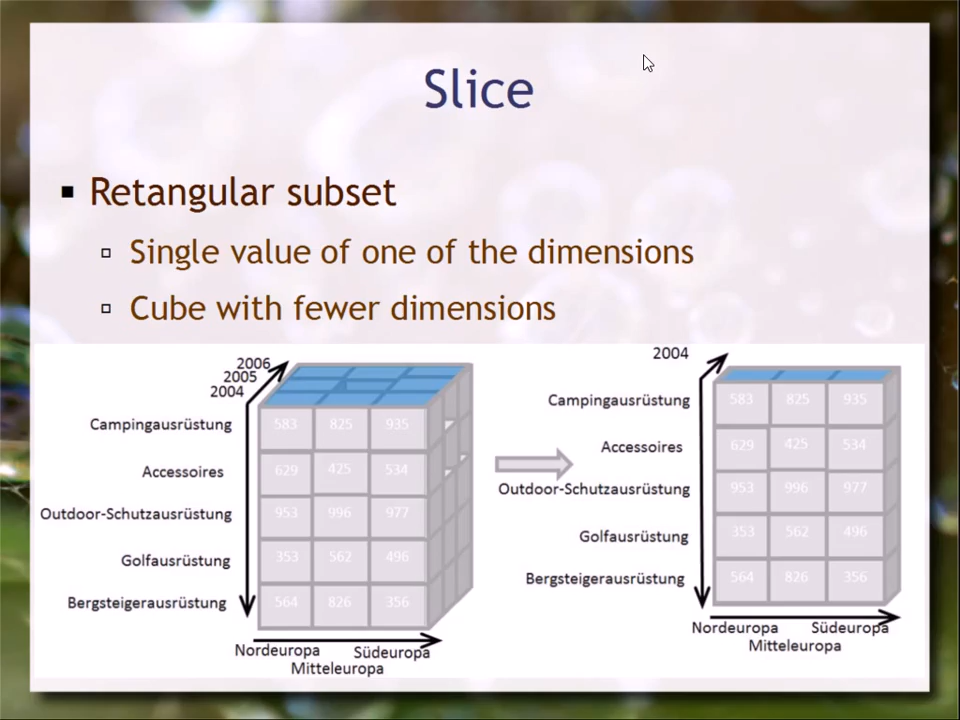 Slice
Retangular subset
Single value of one of the dimensions
Cube with fewer dimensions
2006
2005
2004
Campingausrüstung 583 825 935
Accessoires 629 425 534
Outdoor-Schutzausrüstung 953 996 977
Golfausrüstung 353 562 496
Bergsteigerausrüstung 564 826 356
Nordeuropa Südeuropa
Mitteleuropa
2004
Campingausrüstung 583 825 935
Accessoires 629 425 534
Outdoor-Schutzausrüstung 953 996 977
Golfausrüstung 353 562 496
Bergsteigerausrüstung 564 826 356
Nordeuropa Südeuropa
Mitteleuropa